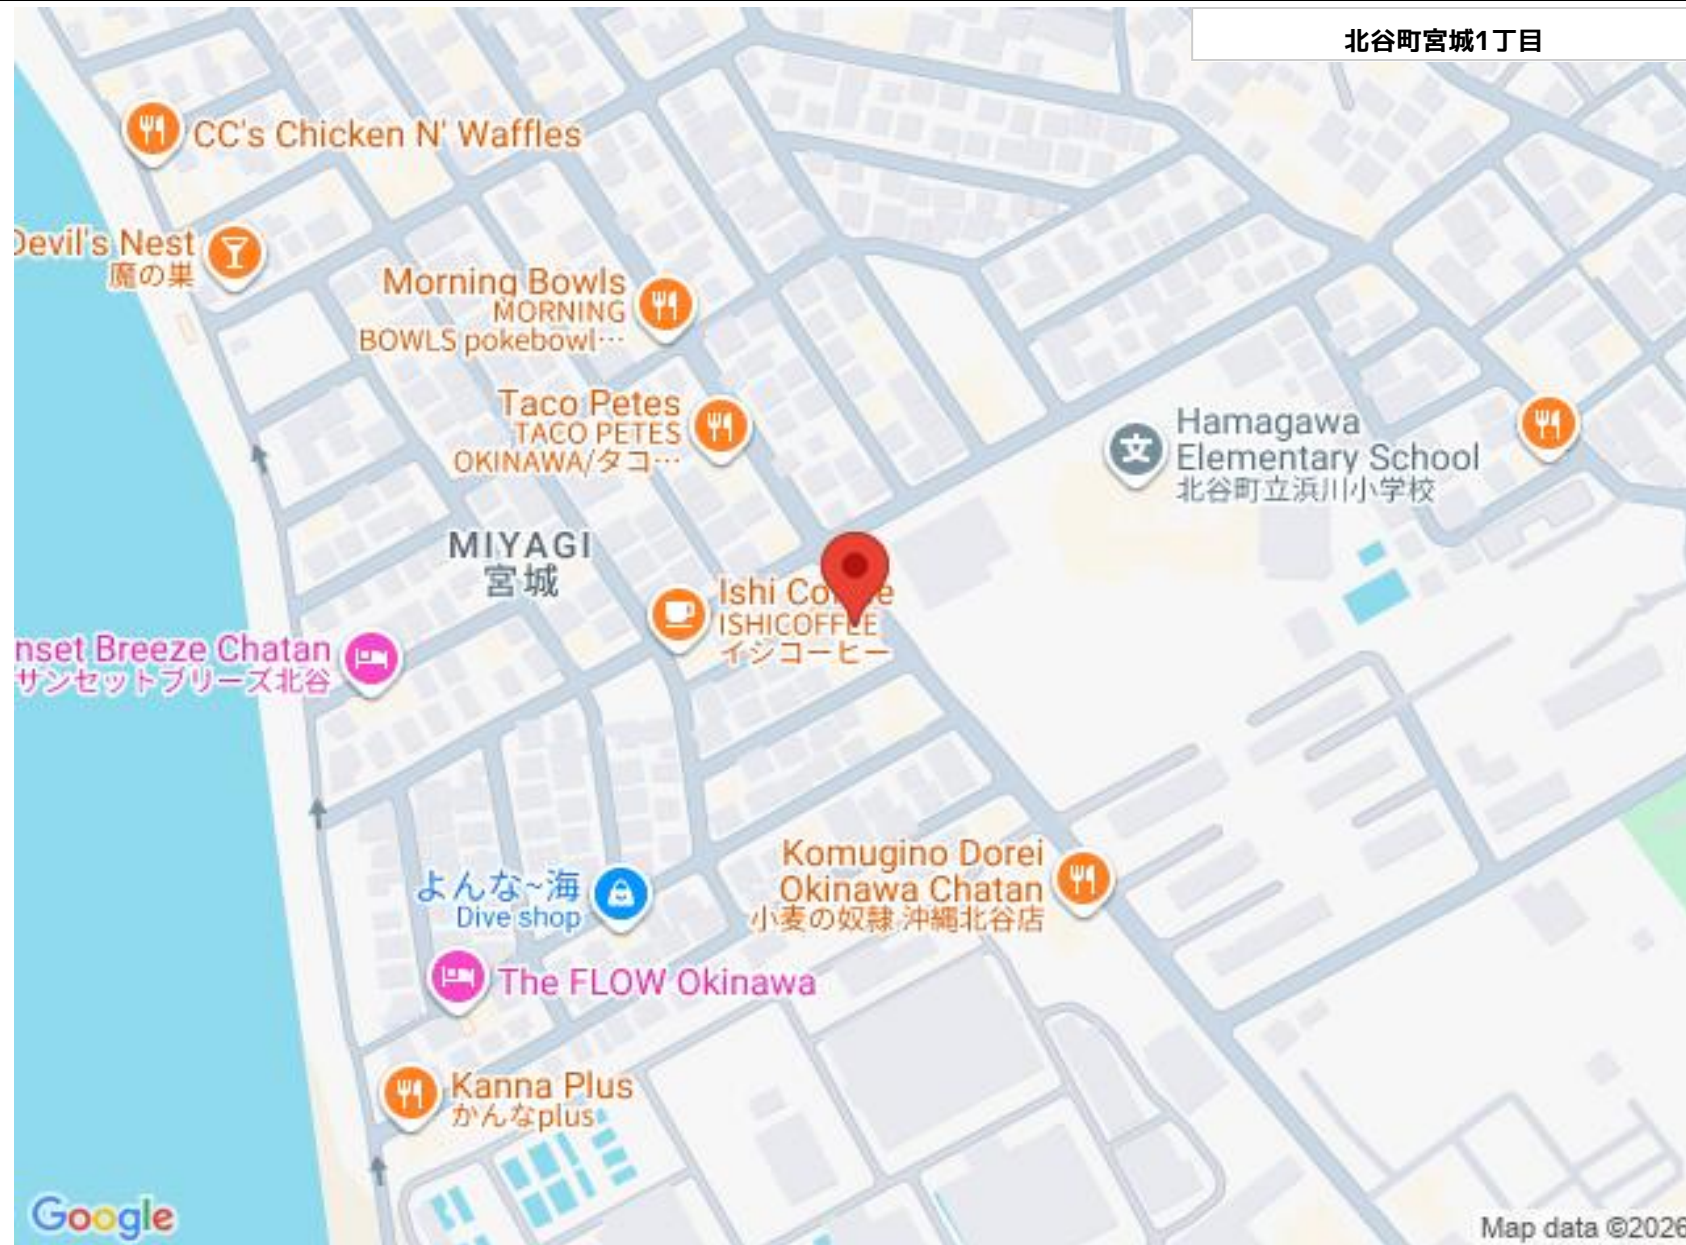 北谷町宮城1丁目
CC's Chicken N' Waffles
Devil's Nest
魔の巣
Morning Bowls
MORNING
BOWLS pokebowl…
Taco Petes
TACO PETES
OKINAWA/タコ…
Hamagawa
Elementary School
北谷町立浜川小学校
MIYAGI
宮城
Ishi Co e
ISHICOFFEE
イシコーヒー
nset Breeze Chatan
サンセットブリーズ北谷
よんな~海
Dive shop
Komugino Dorei
Okinawa Chatan
小麦の奴隷 沖縄北谷店
The FLOW Okinawa
Kanna Plus
かんなplus
Google
Map data ©2026